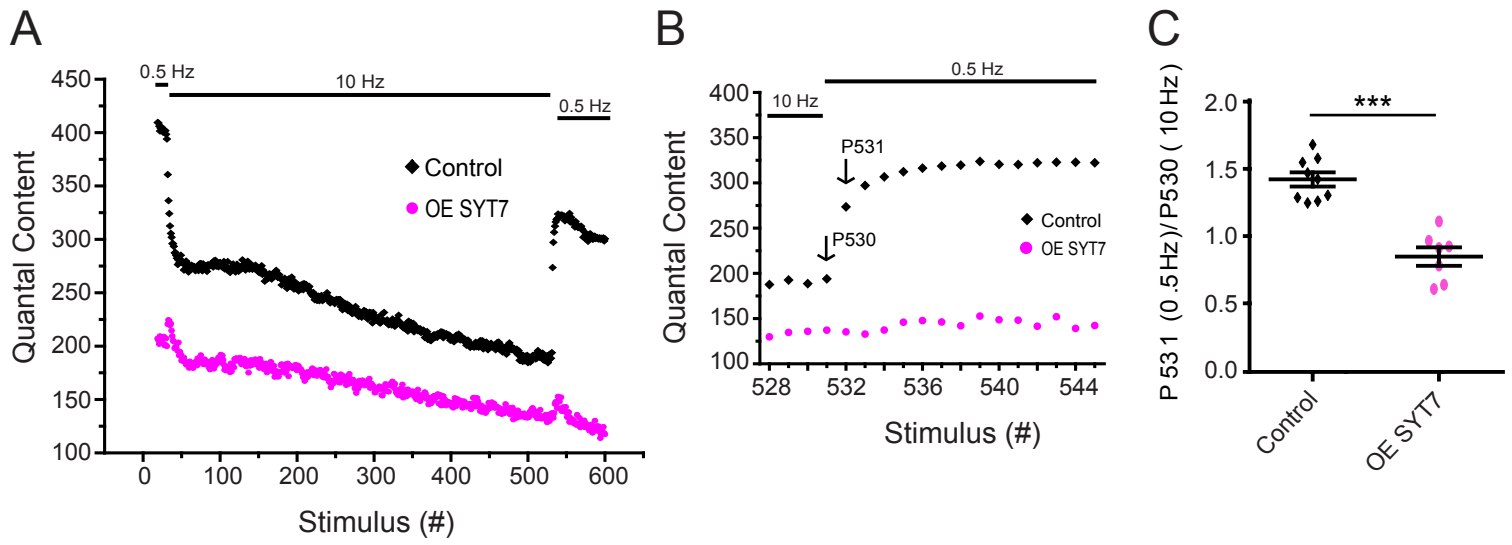 A
0.5 Hz
10 Hz
0.5 Hz
450
400
350
300
250
200
150
100
Quantal Content
Control
OE SYT7
0 100 200 300 400 500 600
Stimulus (#)
B
0.5 Hz
10 Hz
400
350
300
250
200
150
100
Quantal Content
P531
P530
Control
OE SYT7
528 532 536 540 544
Stimulus (#)
C
***
2.0
1.5
1.0
0.5
0.0
P 531 (0 .5 Hz)/ P530 ( 10 Hz)
Control
OE SYT7